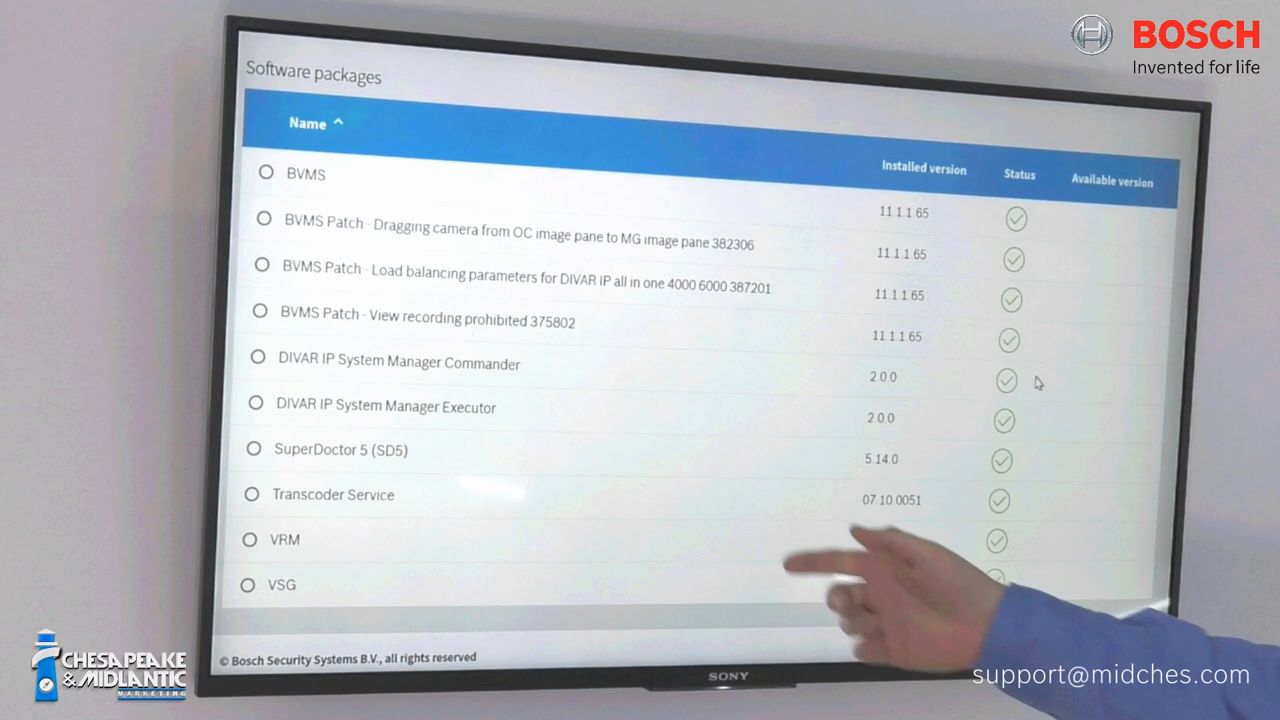 BOSCH
Invented for life
Software packages
Name Installed version Status Available version
BVMS 11.1.1.65
BVMS Patch - Dragging camera from OC image pane to MG image pane 382306 11.1.1.65
BVMS Patch - Load balancing parameters for DIVAR IP all in one 4000 6000 387201 11.1.1.65
BVMS Patch - View recording prohibited 375802 11.1.1.65
DIVAR IP System Manager Commander 2.0.0
DIVAR IP System Manager Executor 2.0.0
SuperDoctor 5 (SD5) 5.14.0
Transcoder Service 07.10.0051
VRM
VSG
© Bosch Security Systems B.V., all rights reserved
SONY
CHESAPEAKE
& MIDLANTIC
MARKETING
support@midches.com